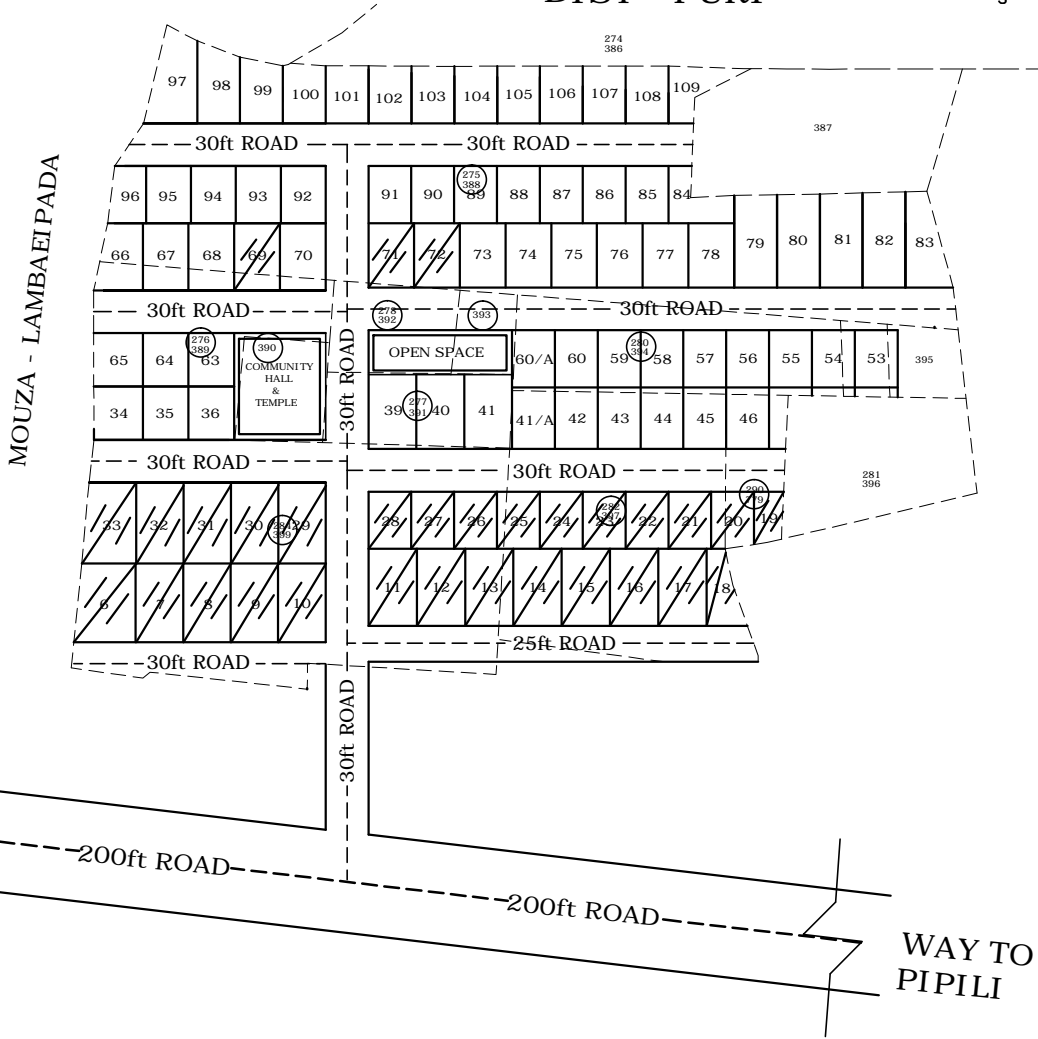 274
386
97 98 99 100 101 102 103 104 105 106 107 108 109
387
30ft ROAD 30ft ROAD
MOUZA - LAMBAEIPADA
96 95 94 93 92 91 90 89 88 87 86 85 84
275
388
66 67 68 69 70 71 72 73 74 75 76 77 78 79 80 81 82 83
30ft ROAD 30ft ROAD
278
392
393
276
389
390
280
394
65 64 63
COMMUNITY
HALL
&
TEMPLE
30ft ROAD
OPEN SPACE
60/A 60 59 58 57 56 55 54 53 395
34 35 36 39 40 41 41/A 42 43 44 45 46
277
391
30ft ROAD 30ft ROAD
281
396
33 32 31 30 29 28 27 26 25 24 23 22 21 20 19
282
397
290
379
399
6 7 8 9 10 11 12 13 14 15 16 17 18
25ft ROAD
30ft ROAD
30ft ROAD
200ft ROAD
200ft ROAD
WAY TO
PIPILI